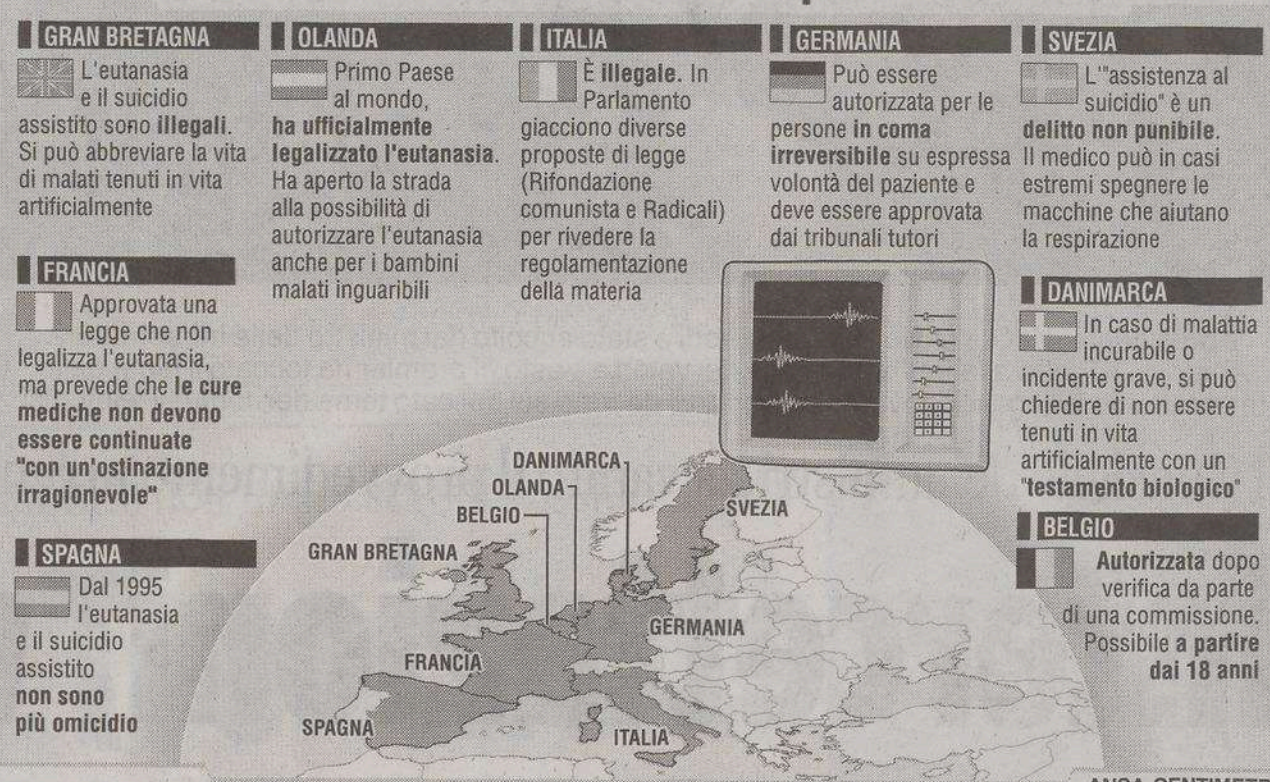 GRAN BRETAGNA
L'eutanasia
e il suicidio
assistito sono illegali.
Si può abbreviare la vita
di malati tenuti in vita
artificialmente
OLANDA
Primo Paese
al mondo,
ha ufficialmente
legalizzato l'eutanasia.
Ha aperto la strada
alla possibilità di
autorizzare l'eutanasia
anche per i bambini
malati inguaribili
ITALIA
È illegale. In
Parlamento
giacciono diverse
proposte di legge
(Rifondazione
comunista e Radicali)
per rivedere la
regolamentazione
della materia
GERMANIA
Può essere
autorizzata per le
persone in coma
irreversibile su espressa
volontà del paziente e
deve essere approvata
dai tribunali tutori
SVEZIA
L'"assistenza al
suicidio" è un
delitto non punibile.
Il medico può in casi
estremi spegnere le
macchine che aiutano
la respirazione
FRANCIA
Approvata una
legge che non
legalizza l'eutanasia,
ma prevede che le cure
mediche non devono
essere continuate
"con un'ostinazione
irragionevole"
DANIMARCA
In caso di malattia
incurabile o
incidente grave, si può
chiedere di non essere
tenuti in vita
artificialmente con un
"testamento biologico"
SPAGNA
Dal 1995
l'eutanasia
e il suicidio
assistito
non sono
più omicidio
BELGIO
Autorizzata dopo
verifica da parte
di una commissione.
Possibile a partire
dai 18 anni
DANIMARCA
OLANDA
BELGIO
SVEZIA
GRAN BRETAGNA
GERMANIA
FRANCIA
SPAGNA
ITALIA